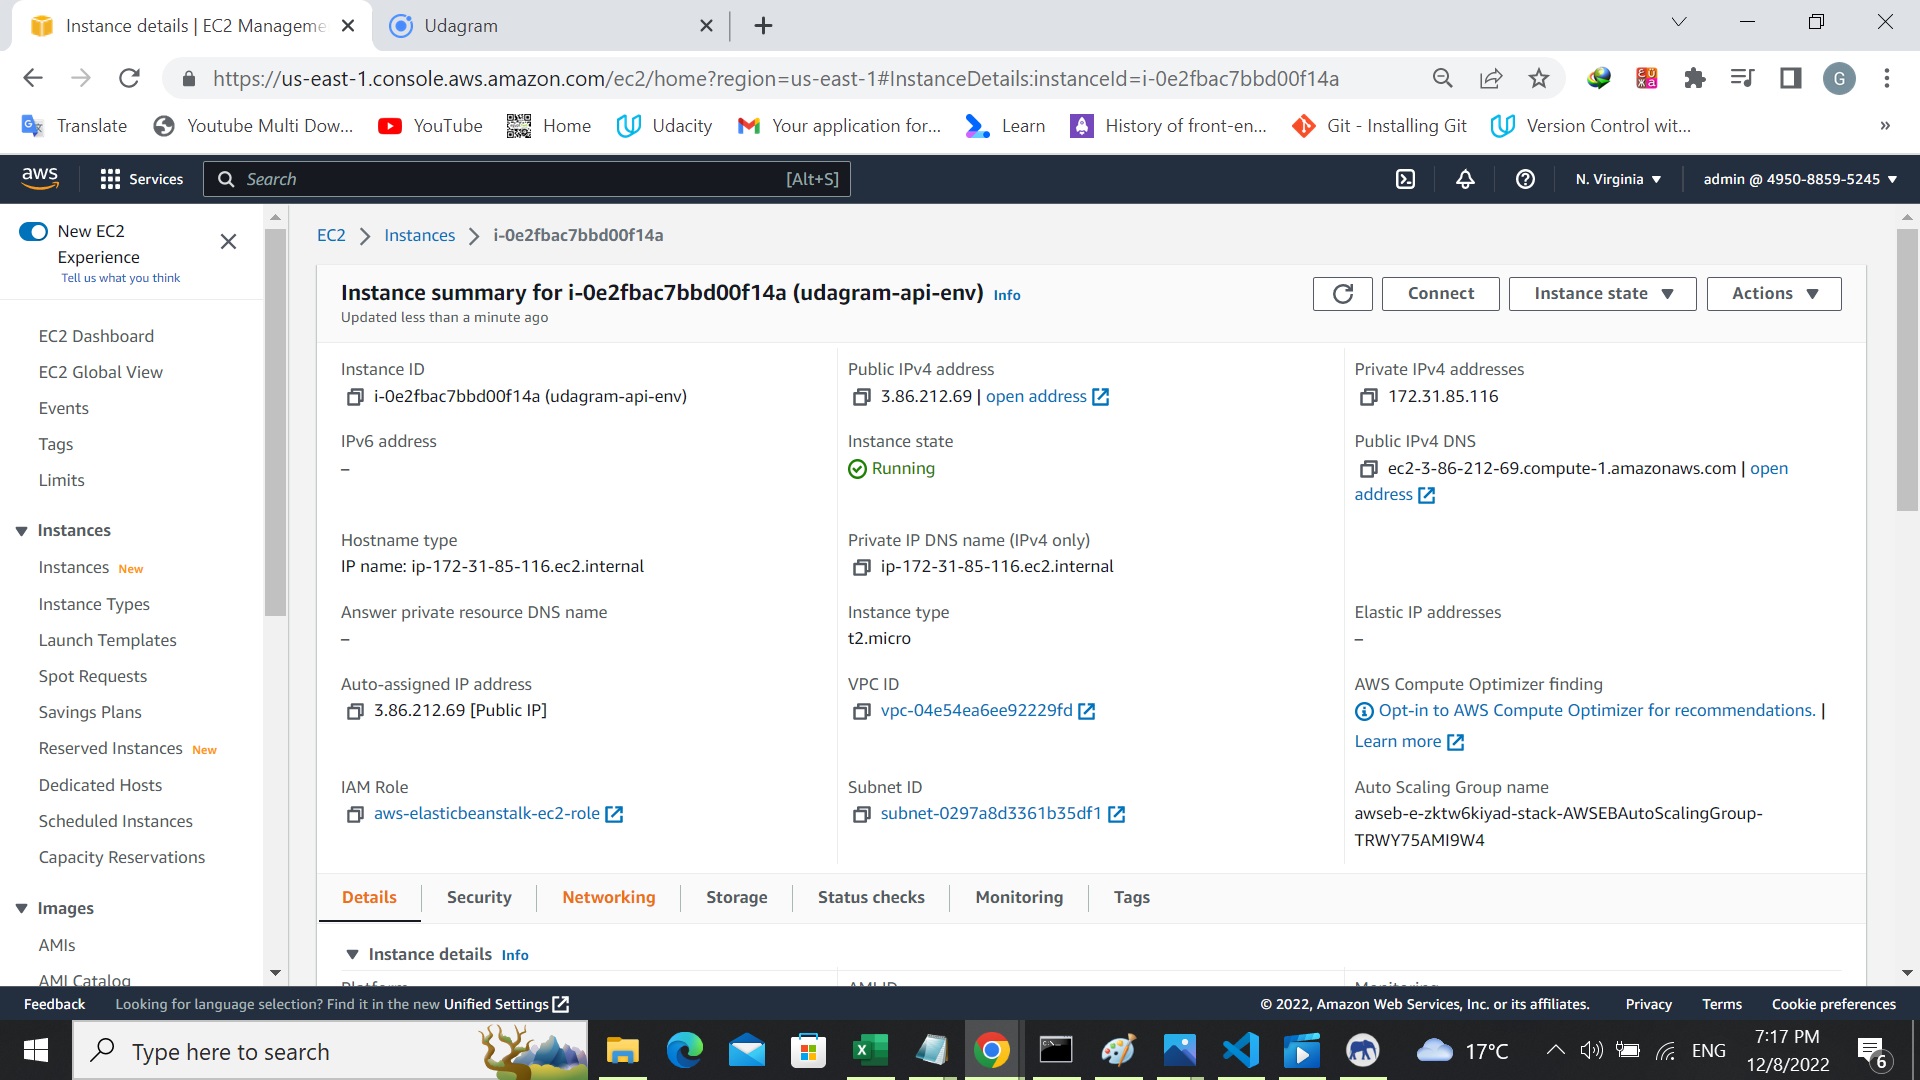 Instance details | EC2 Manageme
Udagram
https://us-east-1.console.aws.amazon.com/ec2/home?region=us-east-1#InstanceDetails:instanceId=i-0e2fbac7bbd00f14a
G
Translate
Youtube Multi Dow...
YouTube
Home
Udacity
Your application for...
Learn
History of front-en...
Git - Installing Git
Version Control wit...
aws
Services
Search
[Alt+S]
N. Virginia
admin @ 4950-8859-5245
New EC2
Experience
Tell us what you think
EC2 Dashboard
EC2 Global View
Events
Tags
Limits
Instances
Instances New
Instance Types
Launch Templates
Spot Requests
Savings Plans
Reserved Instances New
Dedicated Hosts
Scheduled Instances
Capacity Reservations
Images
AMIs
AMI Catalog
EC2 > Instances > i-0e2fbac7bbd00f14a
Instance summary for i-0e2fbac7bbd00f14a (udagram-api-env) Info
Updated less than a minute ago
Connect
Instance state
Actions
Instance ID
i-0e2fbac7bbd00f14a (udagram-api-env)
Public IPv4 address
3.86.212.69 | open address
Private IPv4 addresses
172.31.85.116
IPv6 address
–
Instance state
Running
Public IPv4 DNS
ec2-3-86-212-69.compute-1.amazonaws.com | open
address
Hostname type
IP name: ip-172-31-85-116.ec2.internal
Private IP DNS name (IPv4 only)
ip-172-31-85-116.ec2.internal
Answer private resource DNS name
–
Instance type
t2.micro
Elastic IP addresses
–
Auto-assigned IP address
3.86.212.69 [Public IP]
VPC ID
vpc-04e54ea6ee92229fd
AWS Compute Optimizer finding
Opt-in to AWS Compute Optimizer for recommendations. |
Learn more
IAM Role
aws-elasticbeanstalk-ec2-role
Subnet ID
subnet-0297a8d3361b35df1
Auto Scaling Group name
awseb-e-zktw6kiyad-stack-AWSEBAutoScalingGroup-
TRWY75AMI9W4
Details
Security
Networking
Storage
Status checks
Monitoring
Tags
Instance details Info
Platform
AMI ID
Monitoring
Feedback
Looking for language selection? Find it in the new Unified Settings
© 2022, Amazon Web Services, Inc. or its affiliates.
Privacy
Terms
Cookie preferences
Type here to search
17°C
ENG
7:17 PM
12/8/2022
6